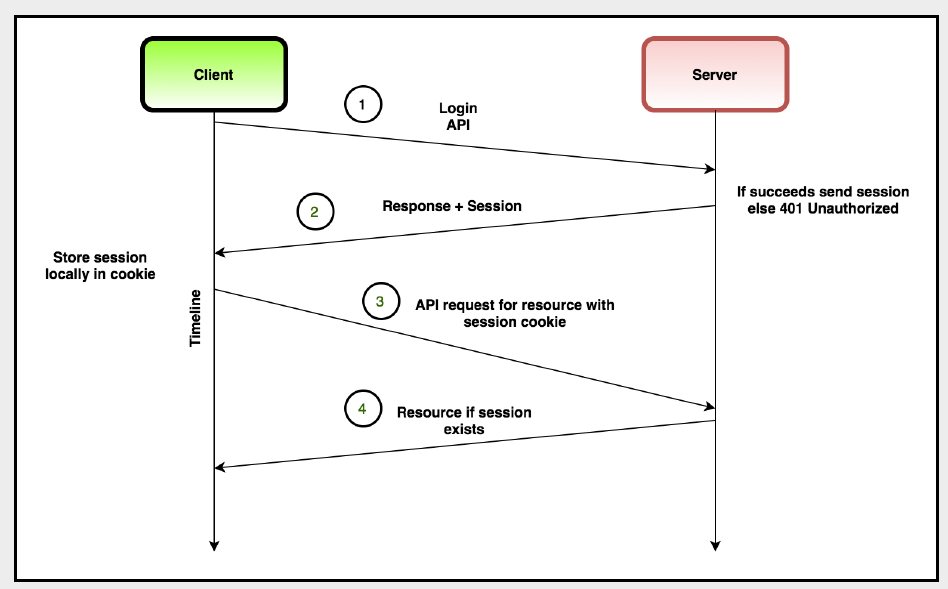 Client
Server
1
Login
API
If succeeds send session
else 401 Unauthorized
2
Response + Session
Store session
locally in cookie
Timeline
3
API request for resource with
session cookie
4
Resource if session
exists